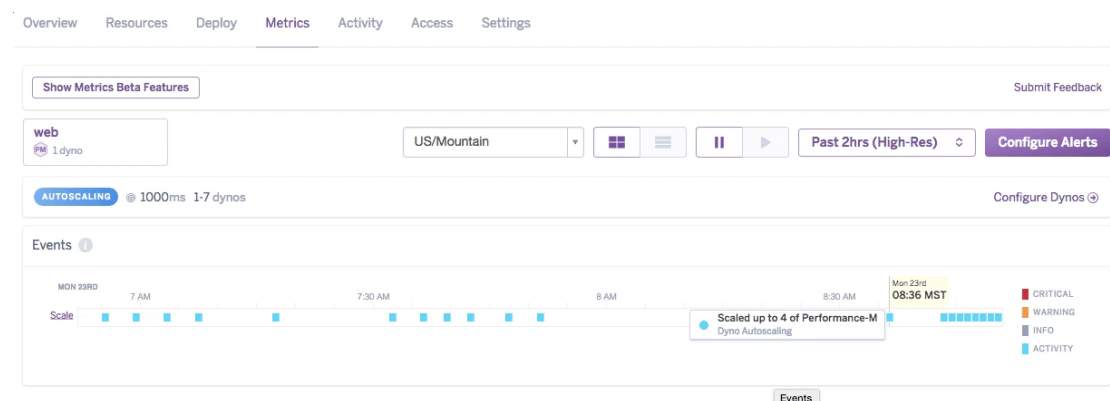 Overview Resources Deploy Metrics Activity Access Settings
Show Metrics Beta Features Submit Feedback
web
PM 1 dyno
US/Mountain Past 2hrs (High-Res) Configure Alerts
AUTOSCALING @ 1000ms 1-7 dynos Configure Dynos
Events i
MON 23RD
7 AM 7:30 AM 8 AM 8:30 AM
Mon 23rd
08:36 MST
Scale
Scaled up to 4 of Performance-M
Dyno Autoscaling
CRITICAL
WARNING
INFO
ACTIVITY
Events